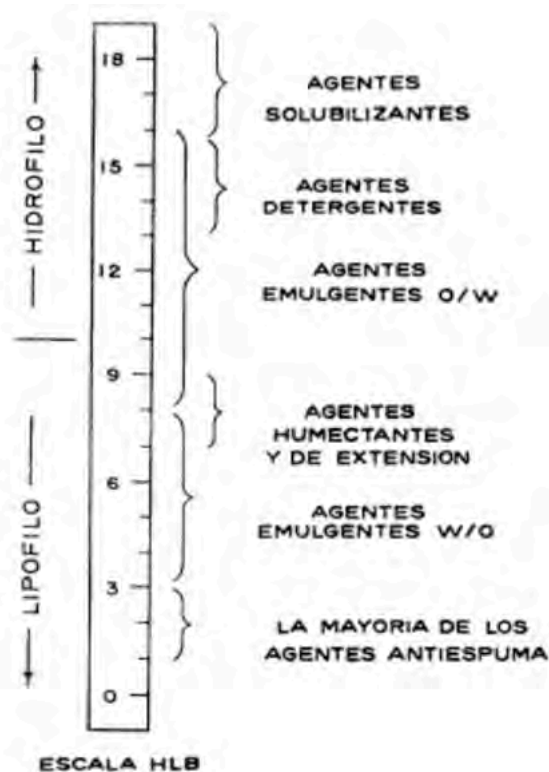 HIDROFILO
LIPOFILO
18
15
12
9
6
3
0
AGENTES
SOLUBILIZANTES
AGENTES
DETERGENTES
AGENTES
EMULGENTES O/W
AGENTES
HUMECTANTES
Y DE EXTENSION
AGENTES
EMULGENTES W/O
LA MAYORIA DE LOS
AGENTES ANTIESPUMA
ESCALA HLB